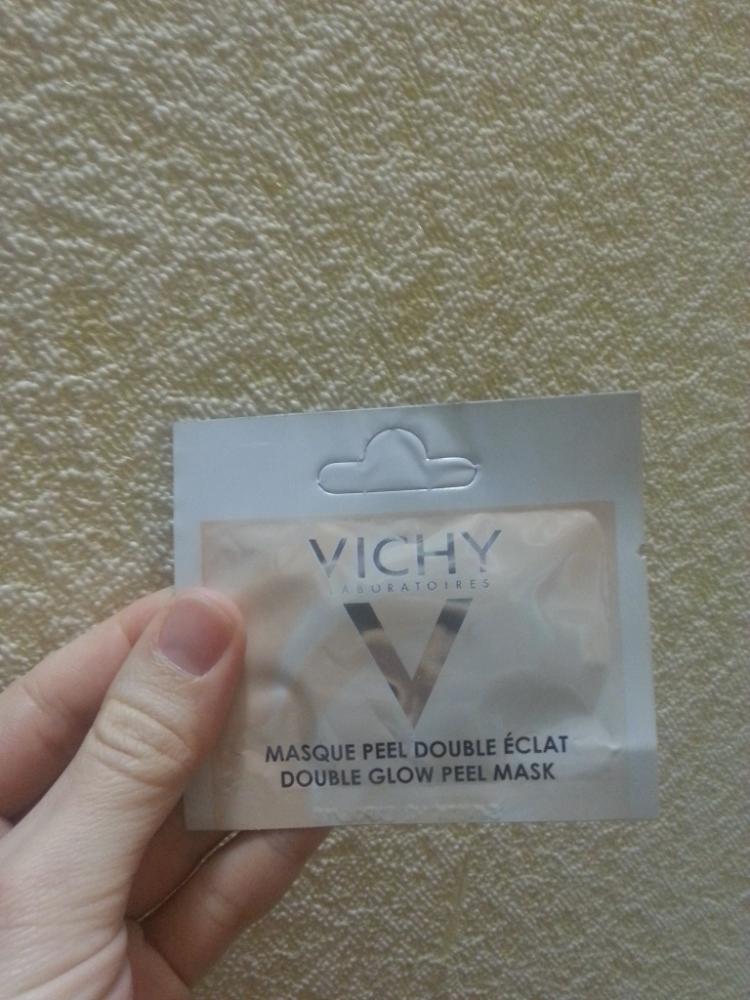 VICHY
LABORATOIRES
V
MASQUE PEEL DOUBLE ÉCLAT
DOUBLE GLOW PEEL MASK